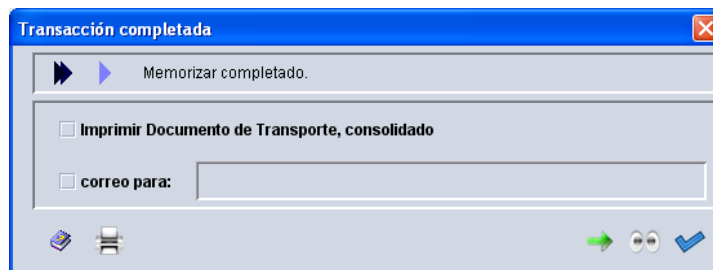 Transacción completada
Memorizar completado.
Imprimir Documento de Transporte, consolidado
correo para: